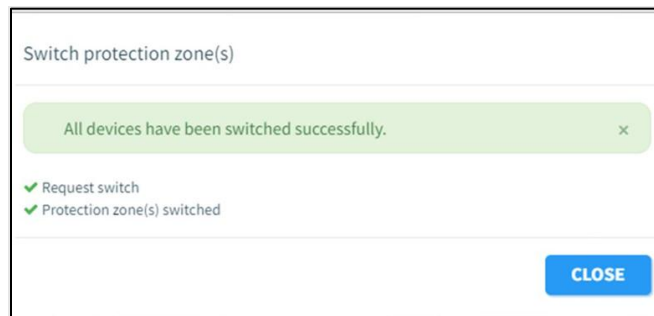 Switch protection zone(s)
All devices have been switched successfully. ×
✔ Request switch
✔ Protection zone(s) switched
CLOSE